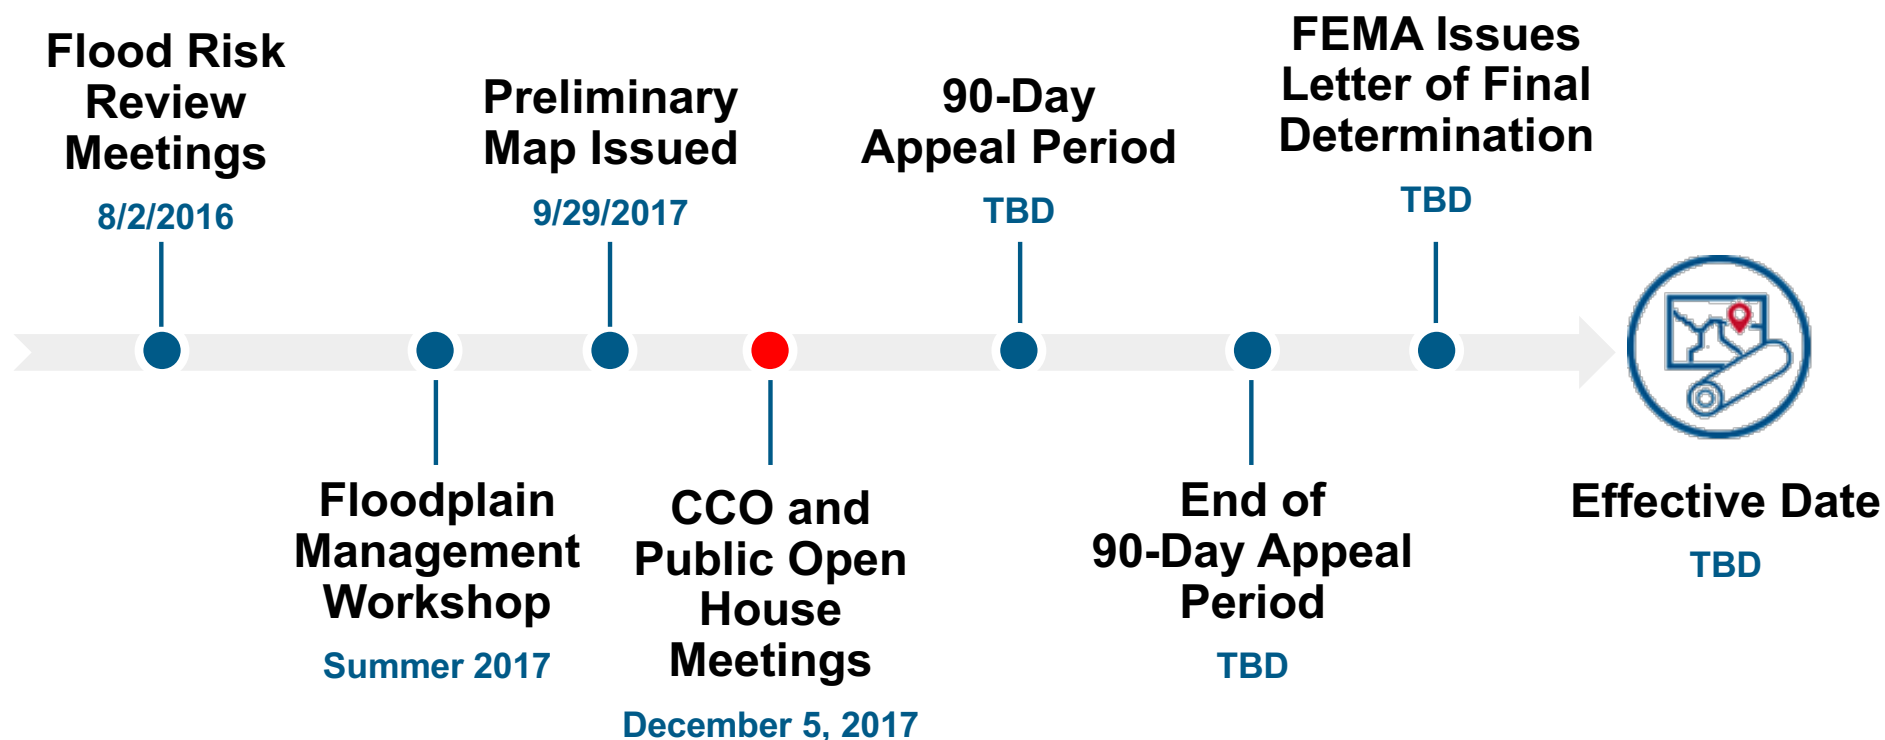 Flood Risk
Review
Meetings
8/2/2016
Preliminary
Map Issued
9/29/2017
90-Day
Appeal Period
TBD
FEMA Issues
Letter of Final
Determination
TBD
Floodplain
Management
Workshop
Summer 2017
CCO and
Public Open
House
Meetings
December 5, 2017
End of
90-Day Appeal
Period
TBD
Effective Date
TBD